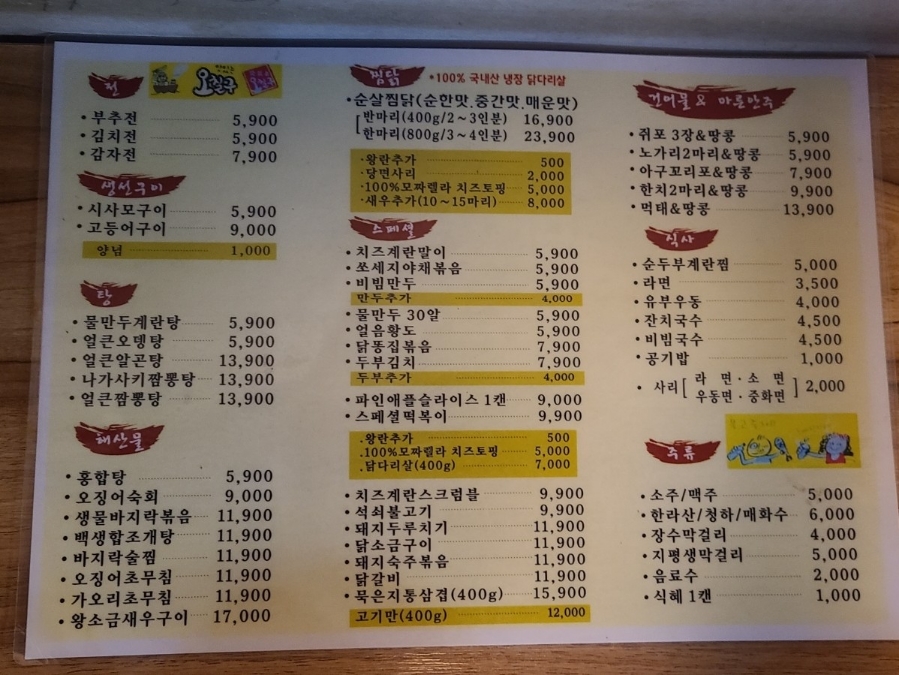 전
오친구
부추전 5,900
김치전 5,900
감자전 7,900
생선구이
시사모구이 5,900
고등어구이 9,000
양념 1,000
탕
물만두계란탕 5,900
얼큰오뎅탕 5,900
얼큰알곤탕 13,900
나가사키짬뽕탕 13,900
얼큰짬뽕탕 13,900
해산물
홍합탕 5,900
오징어숙회 9,000
생물바지락볶음 11,900
백생합조개탕 11,900
바지락술찜 11,900
오징어초무침 11,900
가오리초무침 11,900
왕소금새우구이 17,000
찜닭 *100% 국내산 냉장 닭다리살
순살찜닭(순한맛.중간맛.매운맛)
반마리(400g/2~3인분) 16,900
한마리(800g/3~4인분) 23,900
·왕란추가 500
·당면사리 2,000
·100%모짜렐라 치즈토핑 5,000
·새우추가(10~15마리) 8,000
스페셜
치즈계란말이 5,900
쏘세지야채볶음 5,900
비빔만두 5,900
만두추가 4,000
물만두 30알 5,900
얼음황도 5,900
닭똥집볶음 7,900
두부김치 7,900
두부추가 4,000
파인애플슬라이스 1캔 9,000
스페셜떡볶이 9,900
.왕란추가 500
.100%모짜렐라 치즈토핑 5,000
.닭다리살(400g) 7,000
치즈계란스크럼블 9,900
석쇠불고기 9,900
돼지두루치기 11,900
닭소금구이 11,900
돼지숙주볶음 11,900
닭갈비 11,900
묵은지통삼겹(400g) 15,900
고기만(400g) 12,000
건어물 & 마른안주
쥐포 3장&땅콩 5,900
노가리2마리&땅콩 5,900
아구꼬리포&땅콩 7,900
한치2마리&땅콩 9,900
먹태&땅콩 13,900
식사
순두부계란찜 5,000
라면 3,500
유부우동 4,000
잔치국수 4,500
비빔국수 4,500
공기밥 1,000
사리[라 면 · 소 면
우동면 · 중화면] 2,000
주류
소주/맥주 5,000
한라산/청하/매화수 6,000
장수막걸리 4,000
지평생막걸리 5,000
음료수 2,000
식혜 1캔 1,000